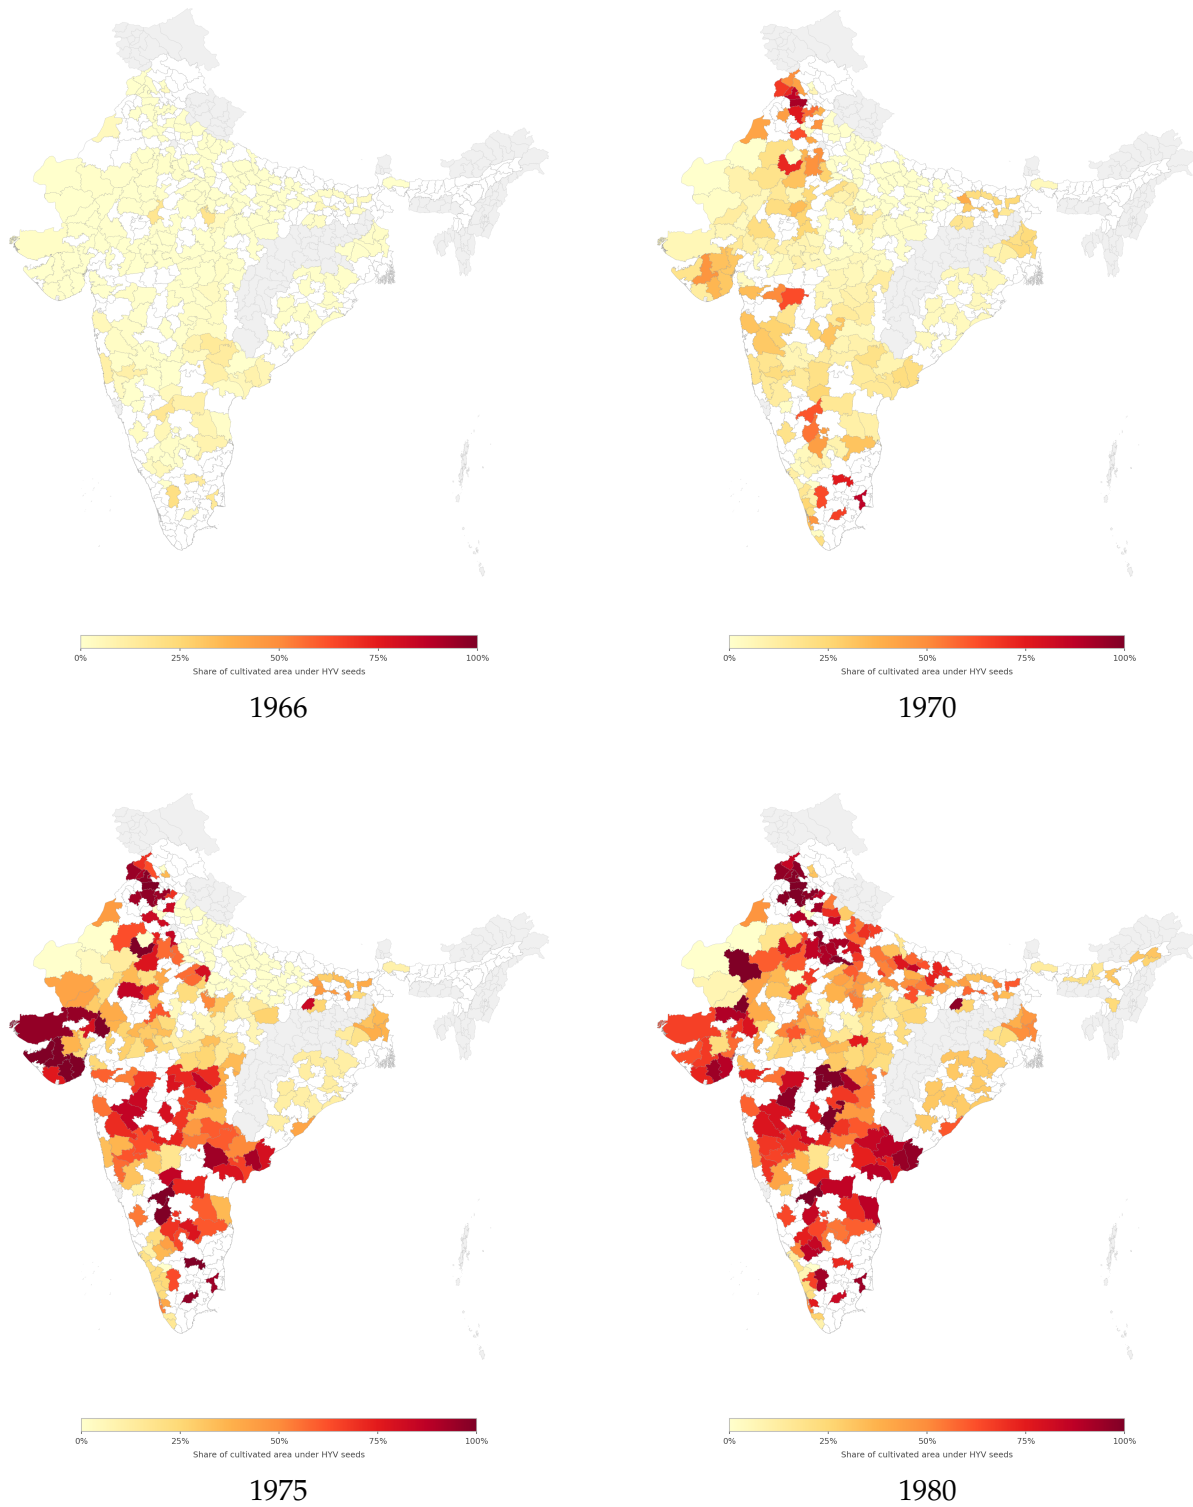 0% 25% 50% 75% 100%
Share of cultivated area under HYV seeds
1966
0% 25% 50% 75% 100%
Share of cultivated area under HYV seeds
1970
0% 25% 50% 75% 100%
Share of cultivated area under HYV seeds
1975
0% 25% 50% 75% 100%
Share of cultivated area under HYV seeds
1980